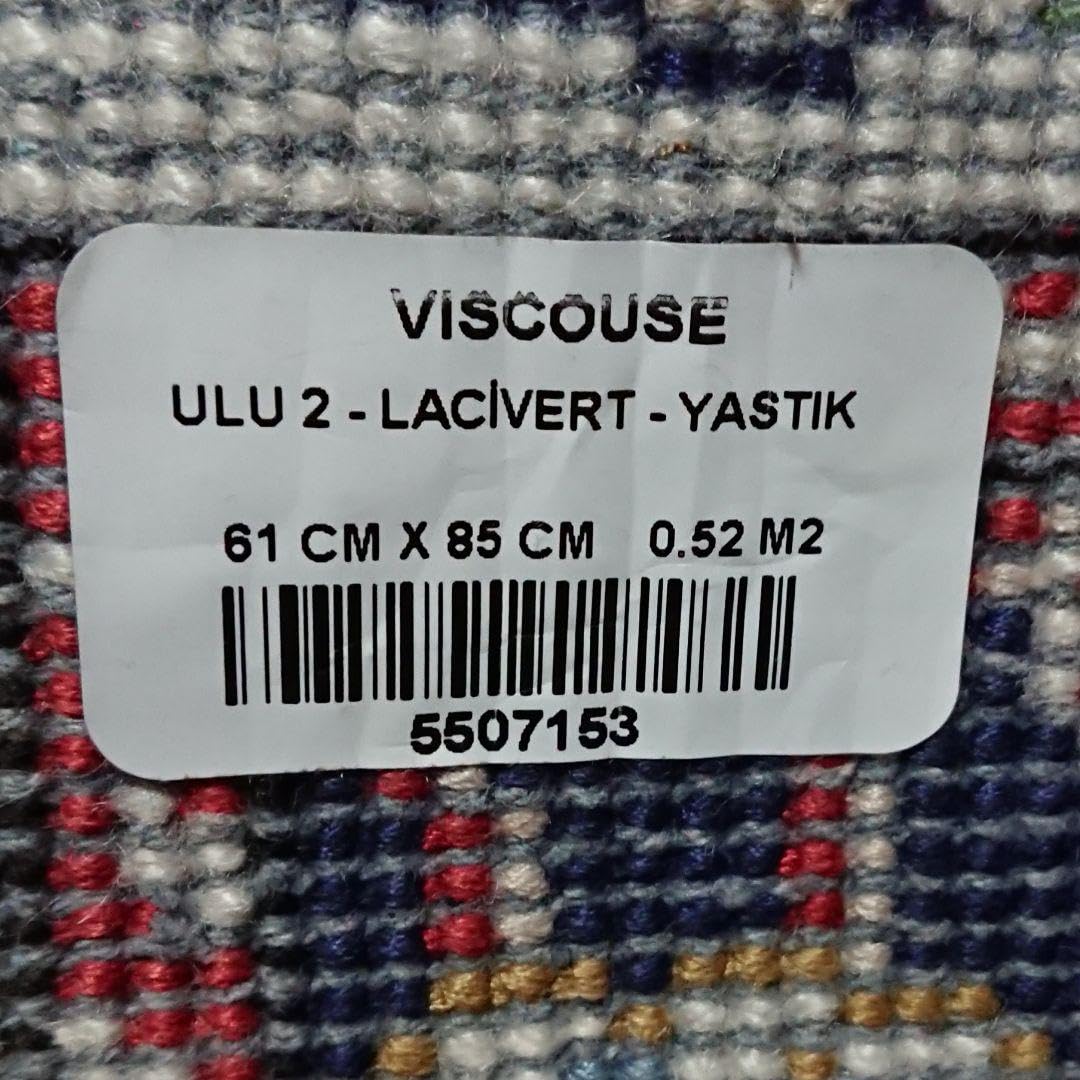 VISCOUSE
ULU 2 - LACİVERT - YASTIK
61 CM X 85 CM 0.52 M2
5507153